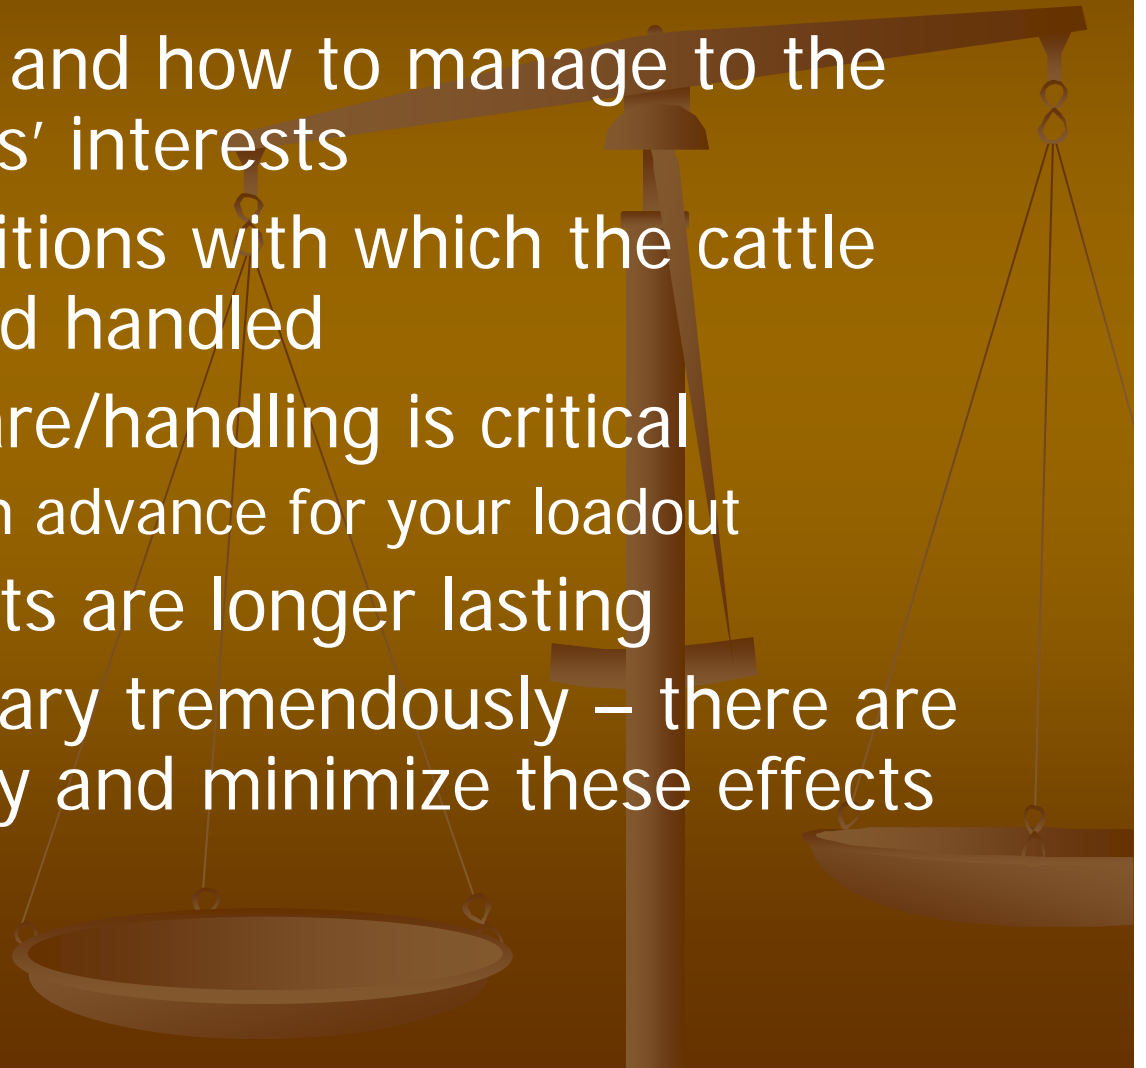 and how to manage to the
s' interests
itions with which the cattle
d handled
are/handling is critical
n advance for your loadout
ts are longer lasting
ary tremendously – there are
y and minimize these effects